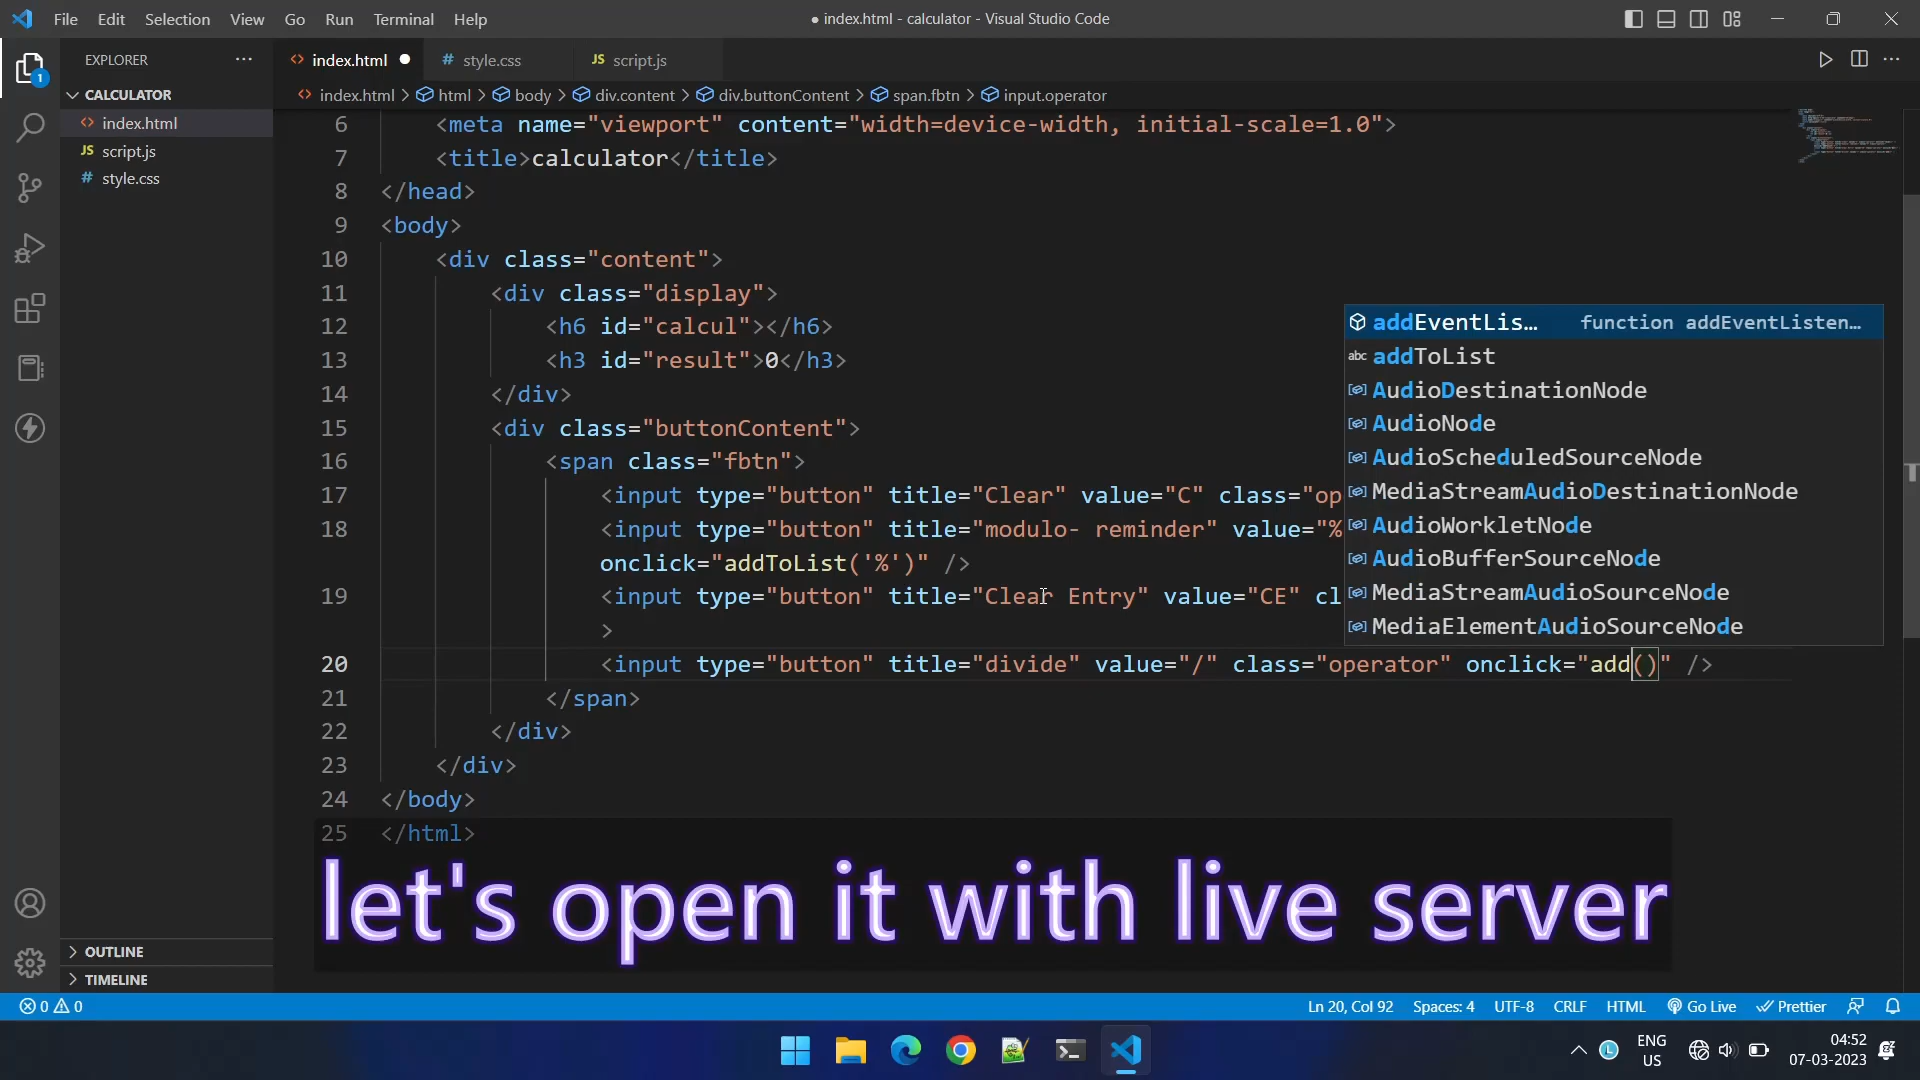 File Edit Selection View Go Run Terminal Help
● index.html - calculator - Visual Studio Code
EXPLORER
index.html
# style.css
JS script.js
index.html > html > body > div.content > div.buttonContent > span.fbtn > input.operator
1
CALCULATOR
index.html
JS script.js
# style.css
6 <meta name="viewport" content="width=device-width, initial-scale=1.0">
7 <title>calculator</title>
8 </head>
9 <body>
10 <div class="content">
11 <div class="display">
12 <h6 id="calcul"></h6>
13 <h3 id="result">0</h3>
14 </div>
15 <div class="buttonContent">
16 <span class="fbtn">
17 <input type="button" title="Clear" value="C" class="op
18 <input type="button" title="modulo- reminder" value="%
onclick="addToList('%')" />
19 <input type="button" title="Clear Entry" value="CE" cl
>
20 <input type="button" title="divide" value="/" class="operator" onclick="add()" />
21 </span>
22 </div>
23 </div>
24 </body>
25 </html>
addEventLis… function addEventListen…
abc addToList
AudioDestinationNode
AudioNode
AudioScheduledSourceNode
MediaStreamAudioDestinationNode
AudioWorkletNode
AudioBufferSourceNode
MediaStreamAudioSourceNode
MediaElementAudioSourceNode
let's open it with live server
OUTLINE
TIMELINE
0 0
Ln 20, Col 92 Spaces: 4 UTF-8 CRLF HTML Go Live Prettier
L
ENG
US
04:52
07-03-2023